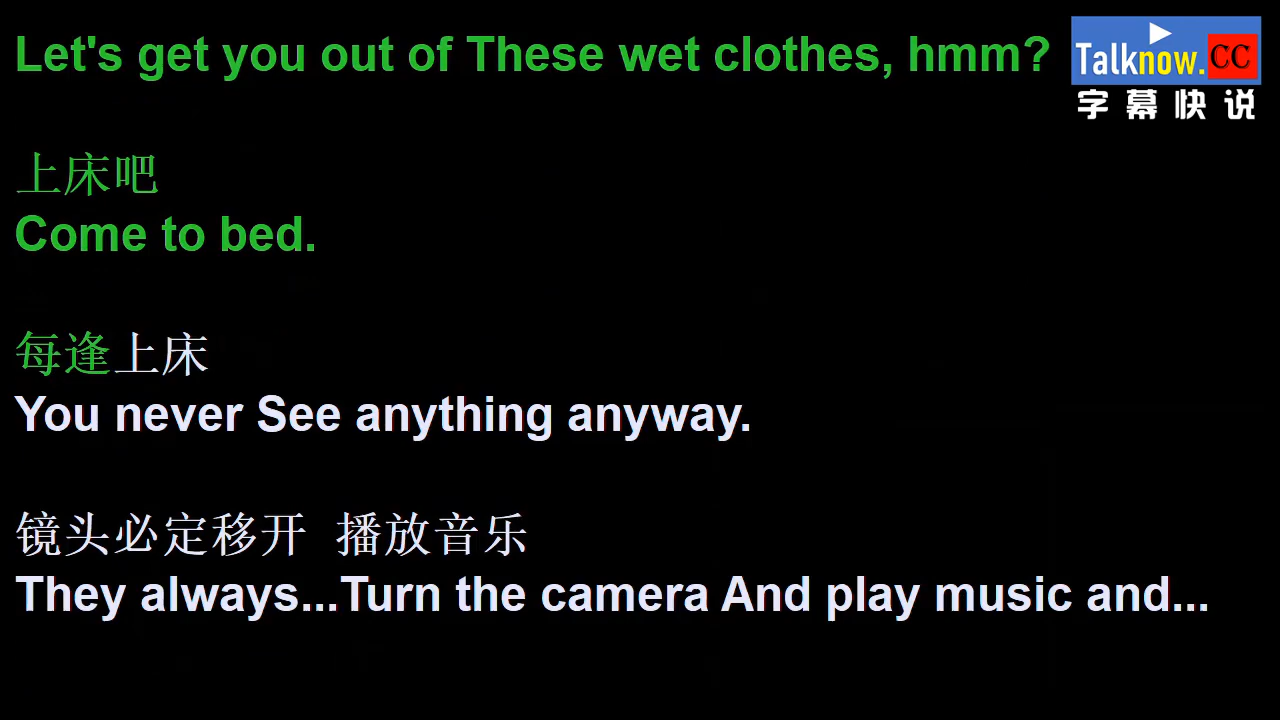 Let's get you out of These wet clothes, hmm?
Talknow.CC
字幕快说
上床吧
Come to bed.
每逢上床
You never See anything anyway.
镜头必定移开 播放音乐
They always...Turn the camera And play music and...